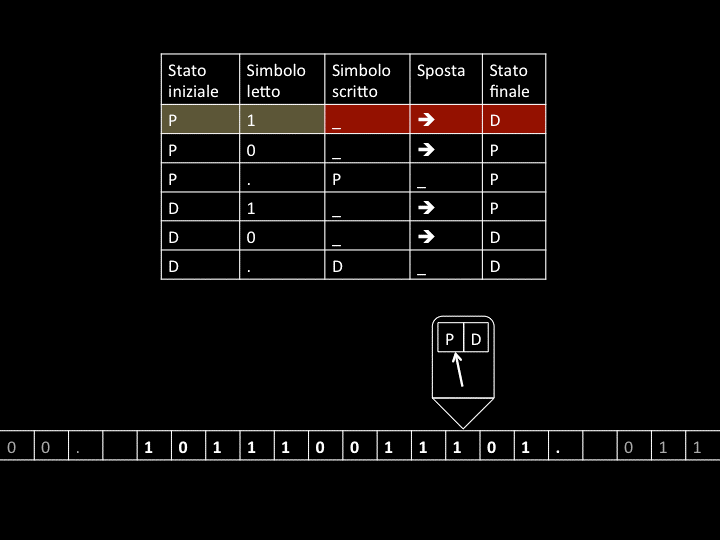 Stato iniziale Simbolo letto Simbolo scritto Sposta Stato finale
P 1 _ ➔ D
P 0 _ ➔ P
P . P _ P
D 1 _ ➔ P
D 0 _ ➔ D
D . D _ D
P D
0 0 . 1 0 1 1 1 0 0 1 1 1 0 1 . 0 1 1